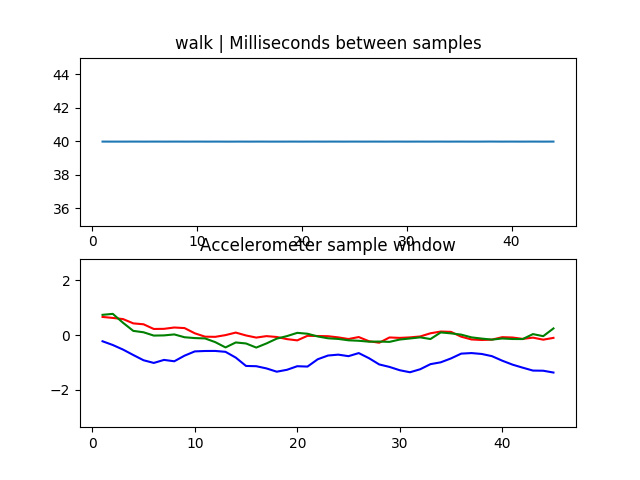 walk | Milliseconds between samples
44
42
40
38
36
0 10 20 30 40
Accelerometer sample window
2
0
−2
0 10 20 30 40